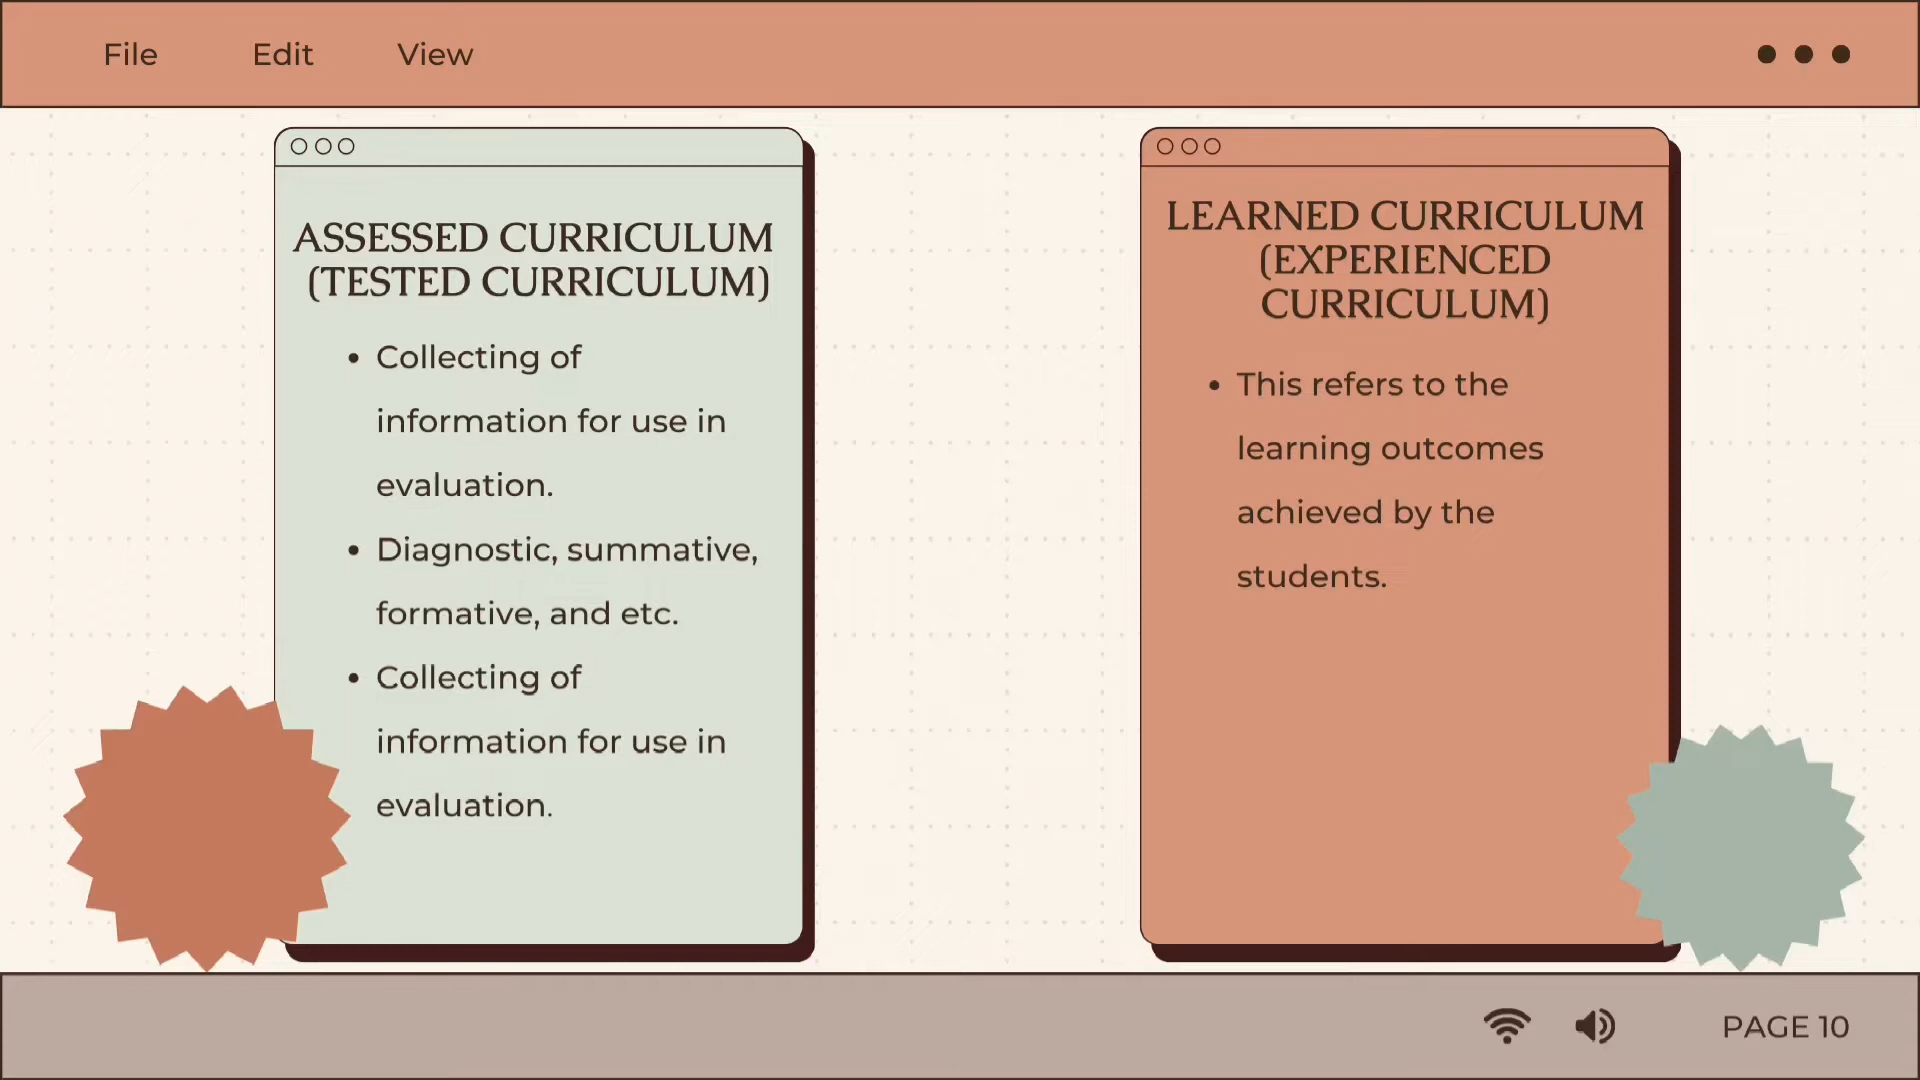 File Edit View
ASSESSED CURRICULUM
(TESTED CURRICULUM)
• Collecting of
information for use in
evaluation.
• Diagnostic, summative,
formative, and etc.
• Collecting of
information for use in
evaluation.
LEARNED CURRICULUM
(EXPERIENCED
CURRICULUM)
• This refers to the
learning outcomes
achieved by the
students.
PAGE 10